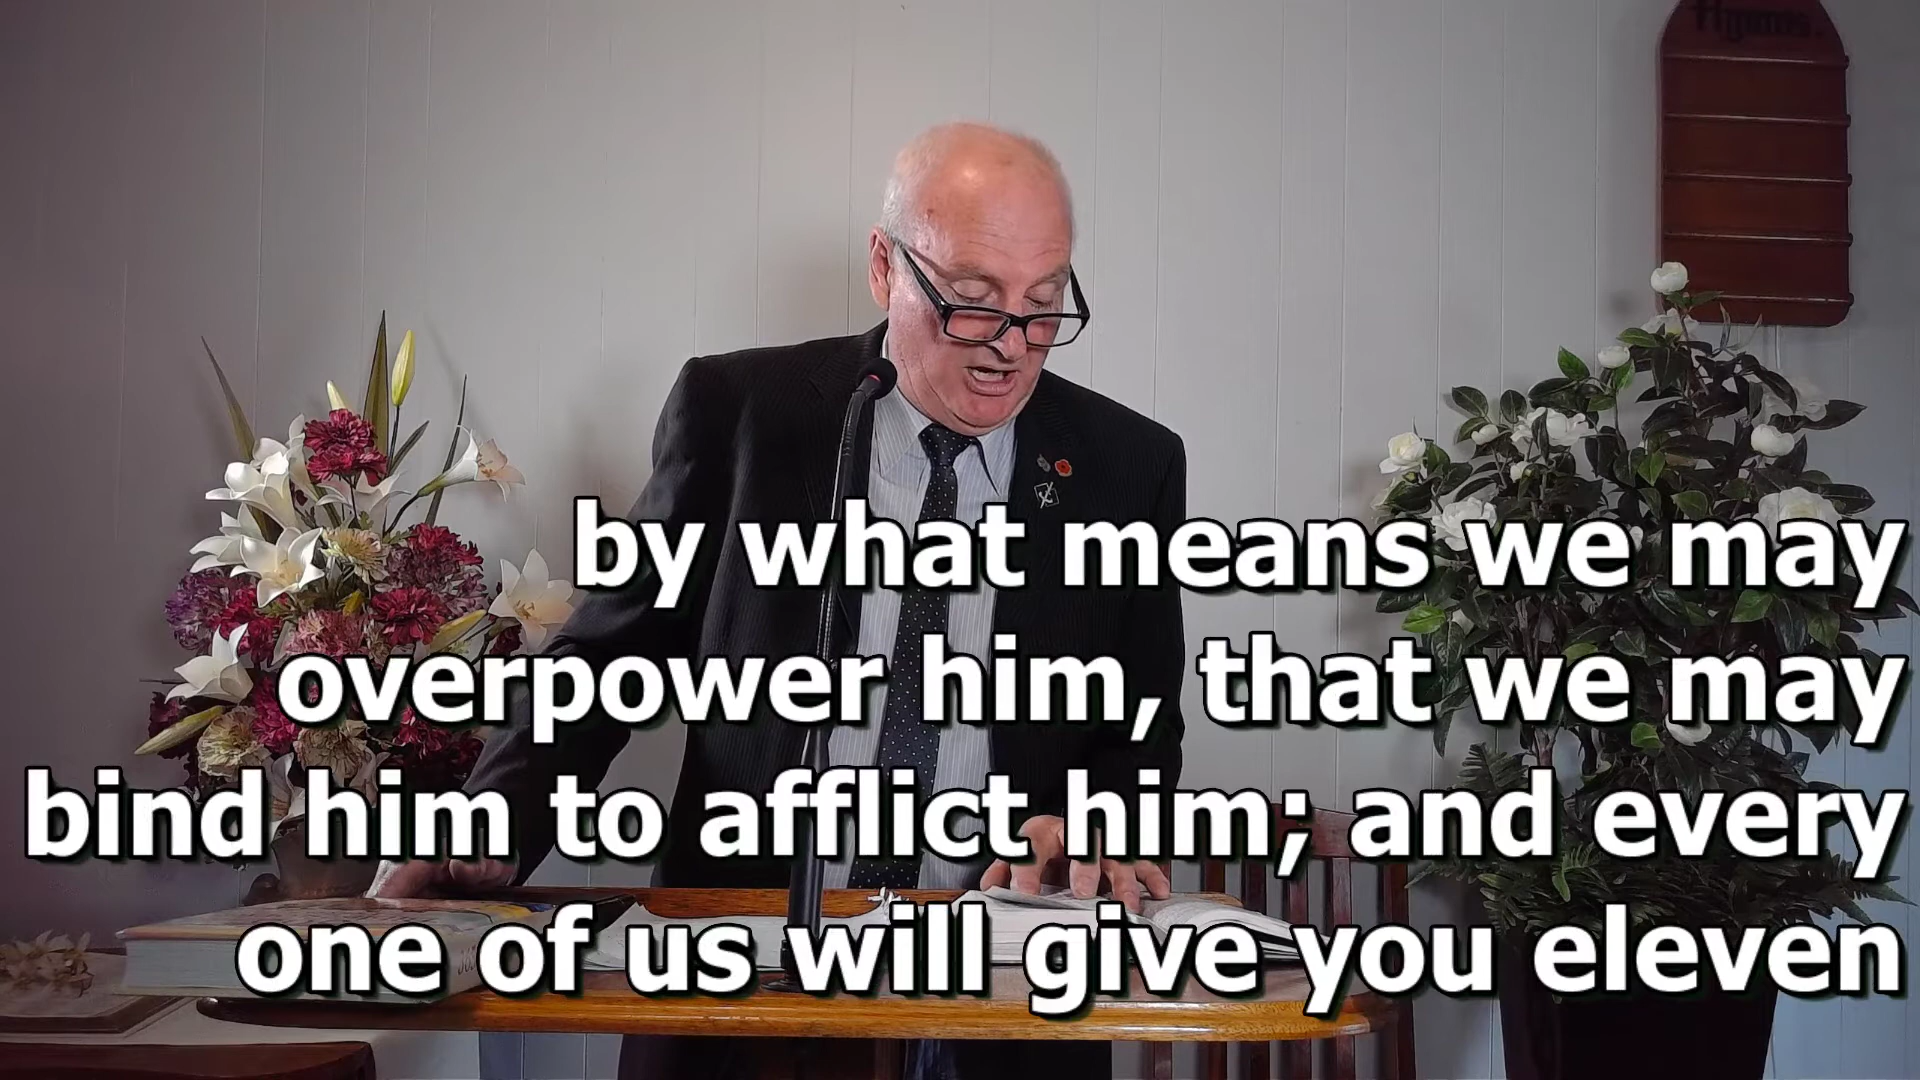 Hymns
by what means we may
overpower him, that we may
bind him to afflict him; and every
one of us will give you eleven